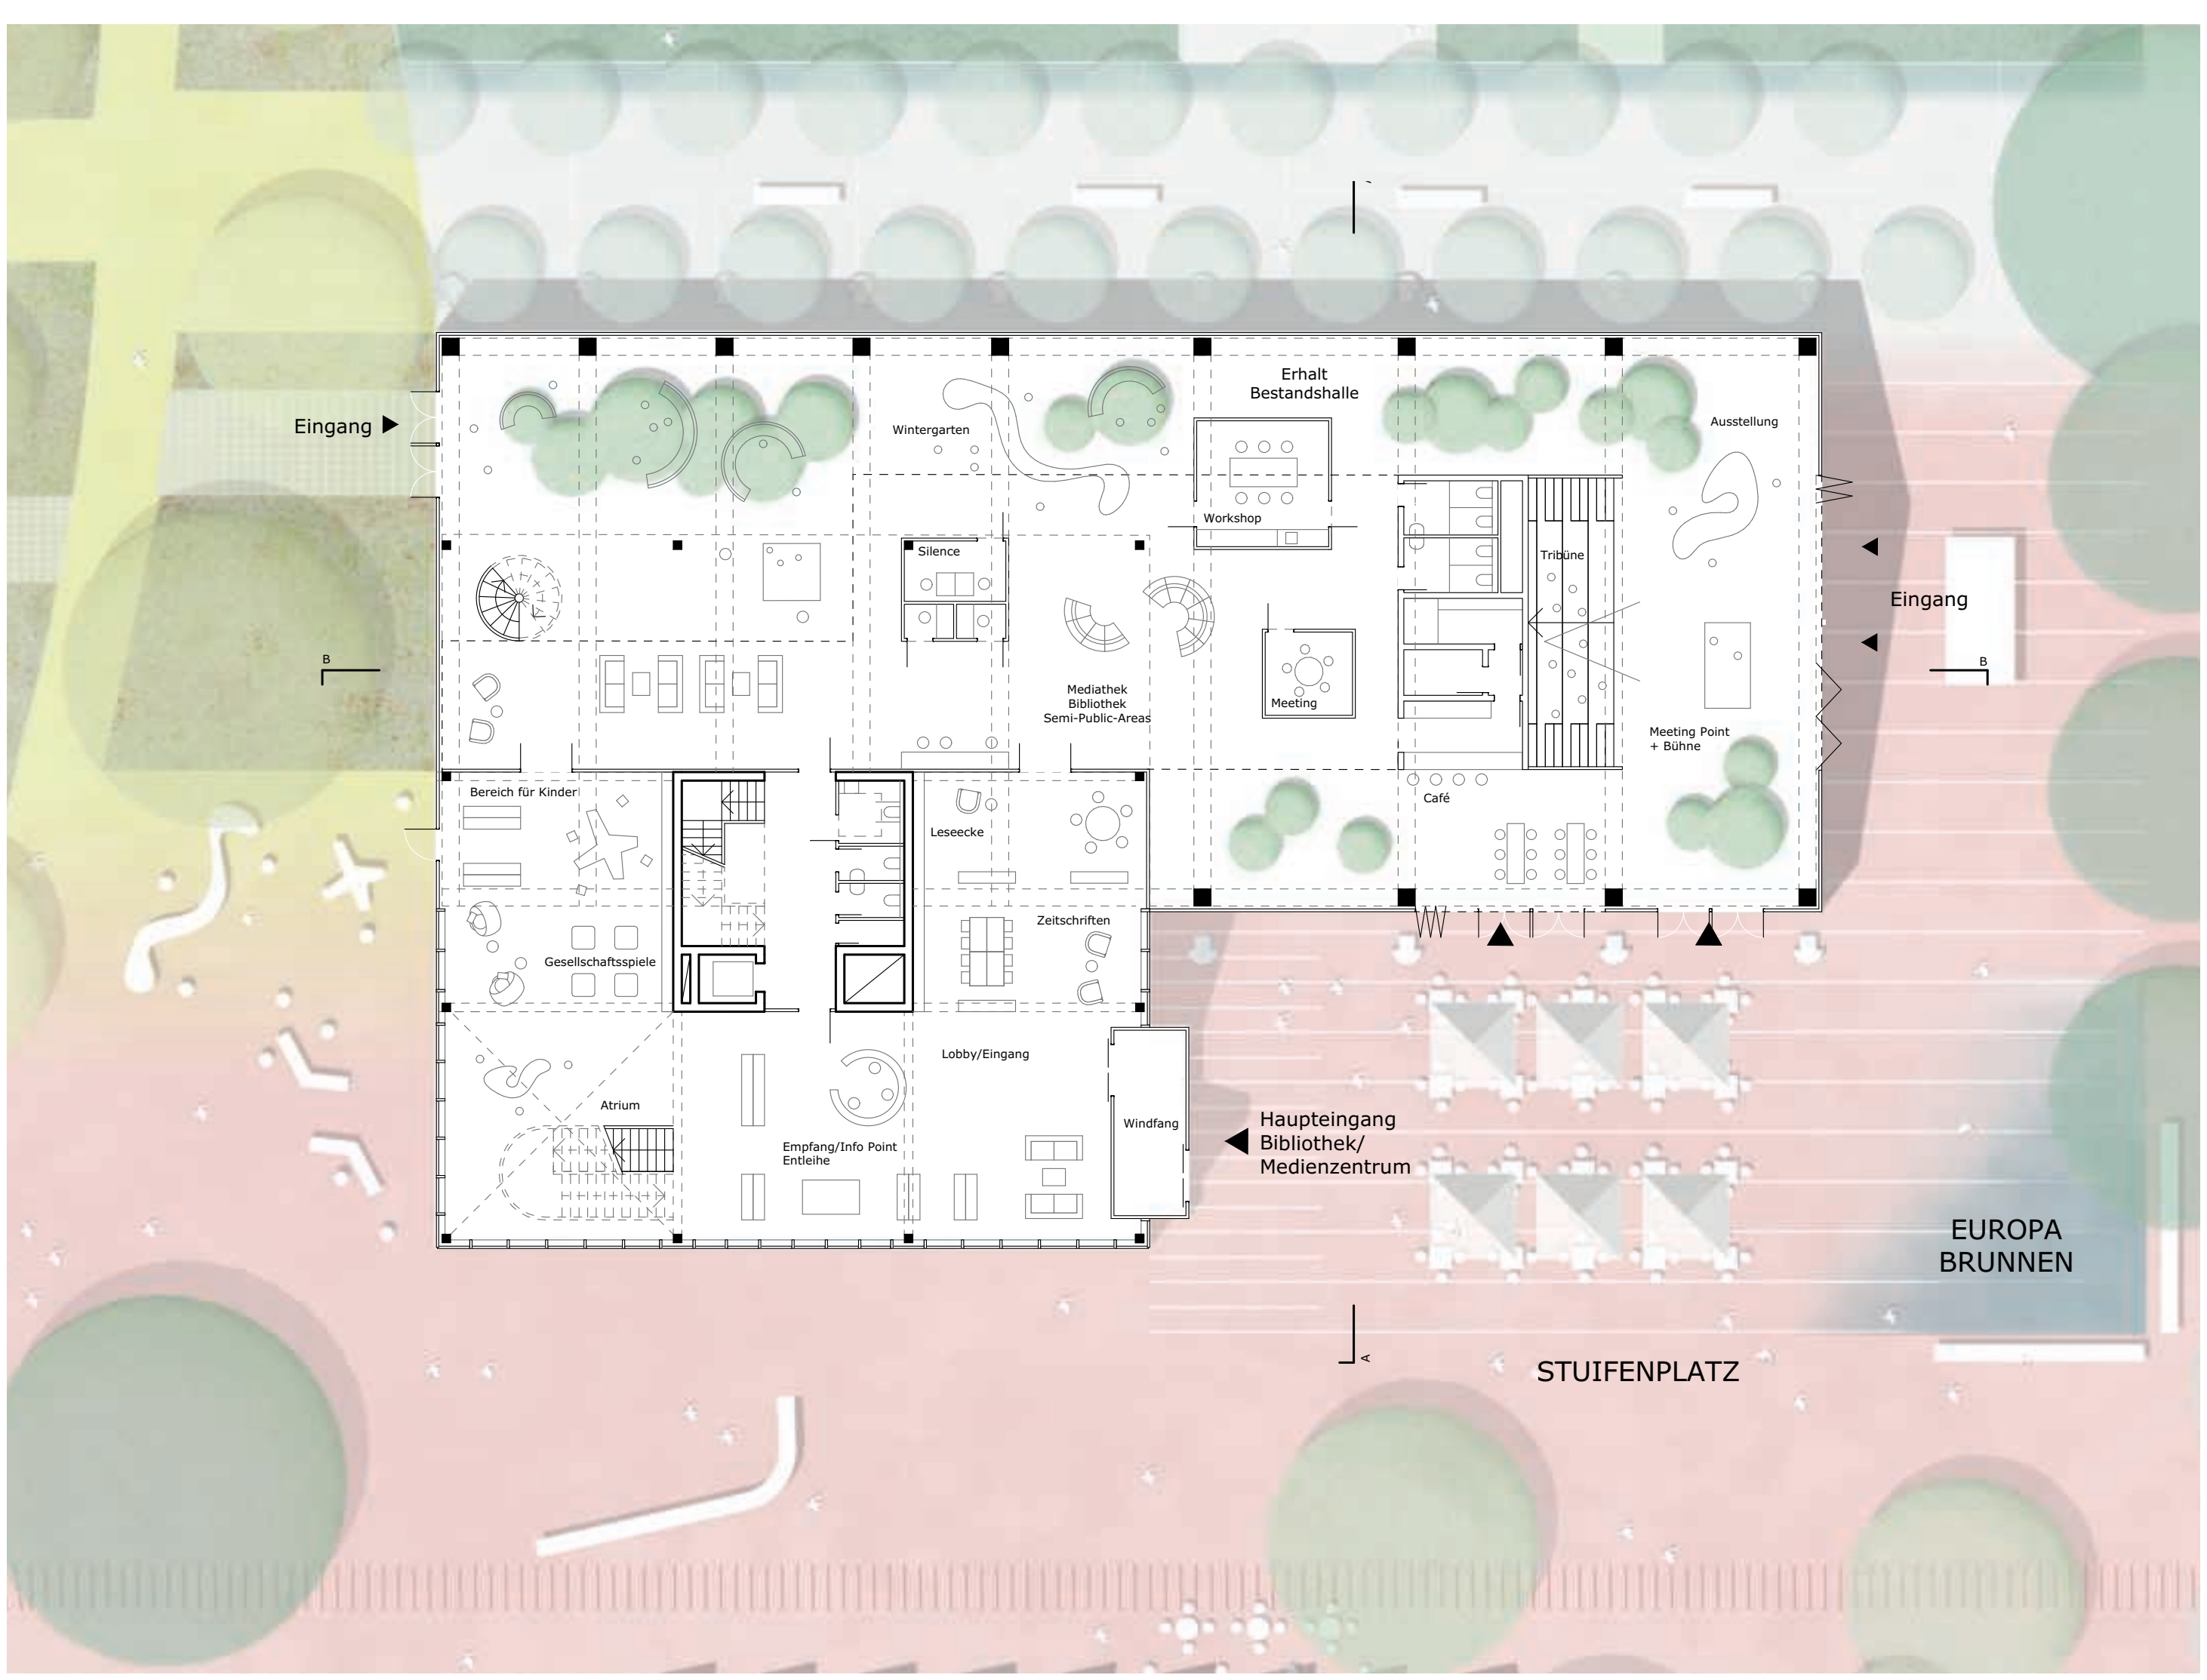 Erhalt
Bestandshalle
Eingang
Wintergarten
Ausstellung
Workshop
Silence
Tribüne
Eingang
B
B
Mediathek
Bibliothek
Semi-Public-Areas
Meeting
Meeting Point
+ Bühne
Bereich für Kinder
Café
Leseecke
Zeitschriften
Gesellschaftsspiele
Lobby/Eingang
Atrium
Windfang
Haupteingang
Bibliothek/
Medienzentrum
Empfang/Info Point
Entleihe
EUROPA
BRUNNEN
A
STUIFENPLATZ